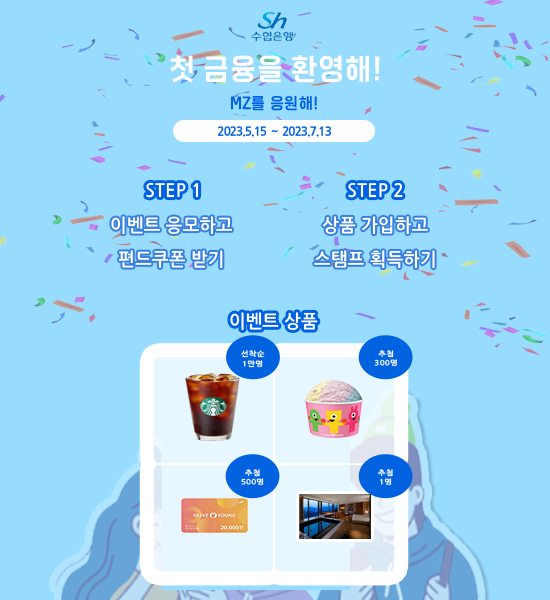 Sh
수협은행
첫 금융을 환영해!
MZ를 응원해!
2023.5.15 ~ 2023.7.13
STEP 1
STEP 2
이벤트 응모하고
펀드쿠폰 받기
상품 가입하고
스탬프 획득하기
이벤트 상품
선착순
1만명
추첨
300명
추첨
500명
OLIVE YOUNG
20,000원
추첨
1명